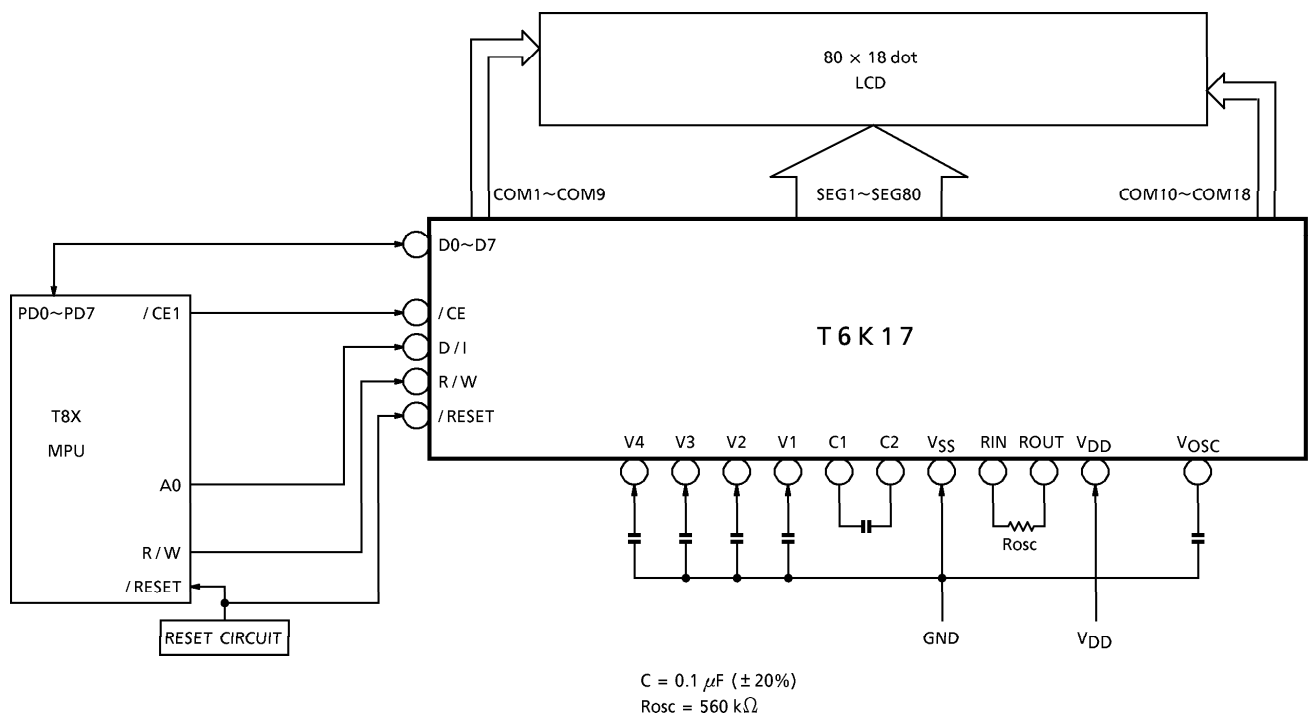 80 × 18 dot
LCD
COM1~COM9
SEG1~SEG80
COM10~COM18
D0~D7
PD0~PD7
/CE1
/CE
T6K17
D/I
R/W
/RESET
T8X
MPU
V4
V3
V2
V1
C1
C2
VSS
RIN
ROUT
VDD
VOSC
A0
R/W
/RESET
Rosc
RESET CIRCUIT
GND
VDD
C = 0.1 μF (±20%)
Rosc = 560 kΩ